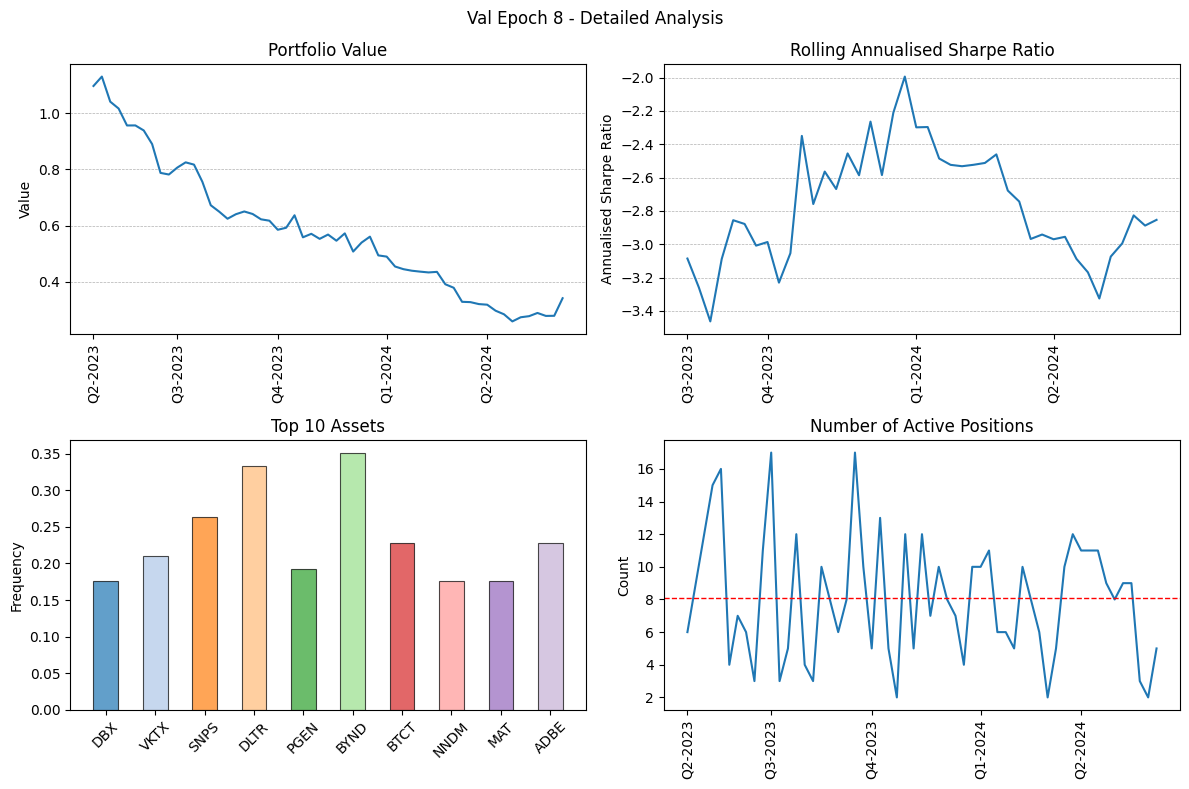 Val Epoch 8 - Detailed Analysis
Portfolio Value
Value
1.0
0.8
0.6
0.4
Q2-2023
Q3-2023
Q4-2023
Q1-2024
Q2-2024
Rolling Annualised Sharpe Ratio
Annualised Sharpe Ratio
−2.0
−2.2
−2.4
−2.6
−2.8
−3.0
−3.2
−3.4
Q3-2023
Q4-2023
Q1-2024
Q2-2024
Top 10 Assets
Frequency
0.35
0.30
0.25
0.20
0.15
0.10
0.05
0.00
DBX
VKTX
SNPS
DLTR
PGEN
BYND
BTCT
NNDM
MAT
ADBE
Number of Active Positions
Count
16
14
12
10
8
6
4
2
Q2-2023
Q3-2023
Q4-2023
Q1-2024
Q2-2024